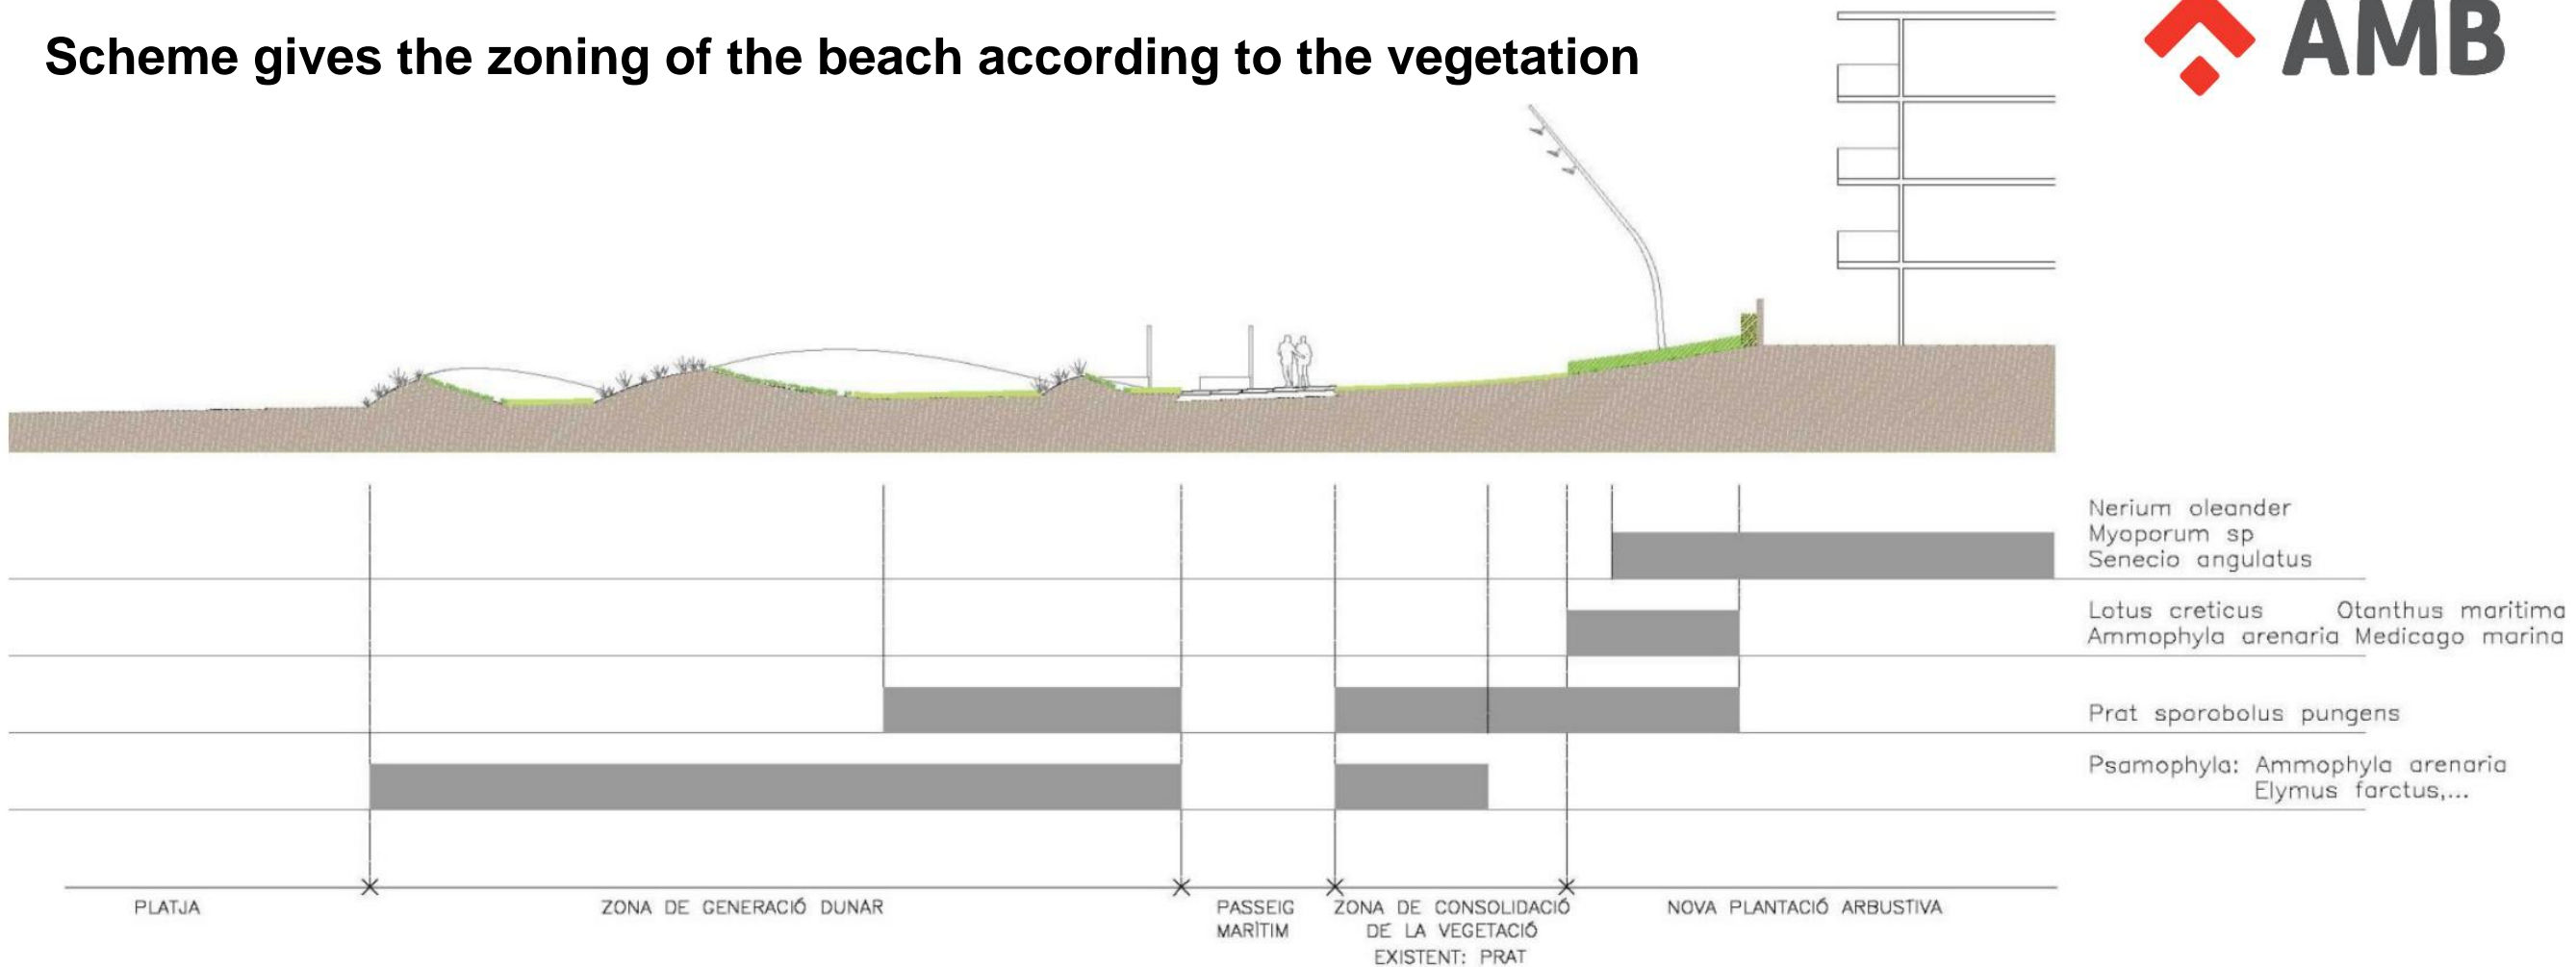 Scheme gives the zoning of the beach according to the vegetation
AMB
Nerium oleander
Myoporum sp
Senecio angulatus
Lotus creticus Otanthus maritima
Ammophyla arenaria Medicago marina
Prat sporobolus pungens
Psamophyla: Ammophyla arenaria
Elymus farctus,...
PLATJA
ZONA DE GENERACIÓ DUNAR
PASSEIG
MARÍTIM
ZONA DE CONSOLIDACIÓ
DE LA VEGETACIÓ
EXISTENT: PRAT
NOVA PLANTACIÓ ARBUSTIVA